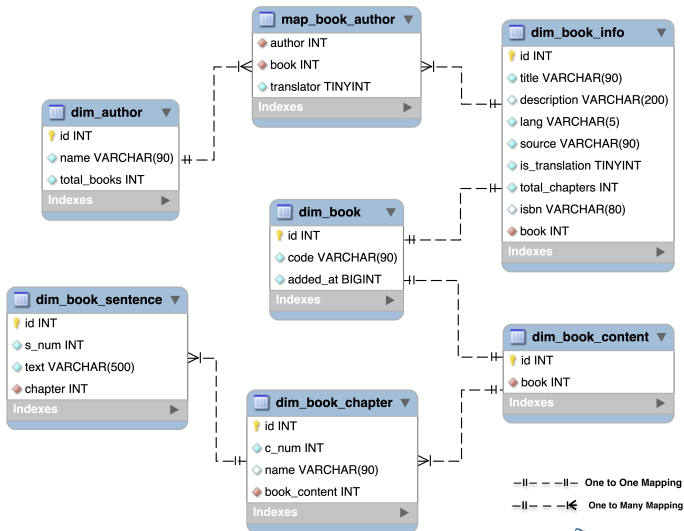 map_book_author
author INT
book INT
translator TINYINT
Indexes
dim_book_info
id INT
title VARCHAR(90)
description VARCHAR(200)
lang VARCHAR(5)
source VARCHAR(90)
is_translation TINYINT
total_chapters INT
isbn VARCHAR(80)
book INT
Indexes
dim_author
id INT
name VARCHAR(90)
total_books INT
Indexes
dim_book
id INT
code VARCHAR(90)
added_at BIGINT
Indexes
dim_book_sentence
id INT
s_num INT
text VARCHAR(500)
chapter INT
Indexes
dim_book_content
id INT
book INT
Indexes
dim_book_chapter
id INT
c_num INT
name VARCHAR(90)
book_content INT
Indexes
One to One Mapping
One to Many Mapping